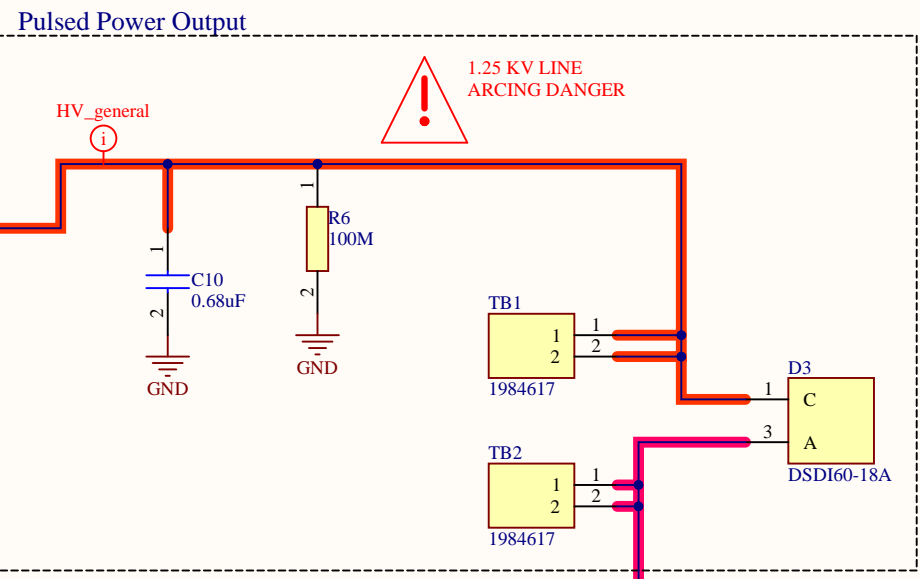 Pulsed Power Output
1.25 KV LINE
ARCING DANGER
HV_general
i
1
R6
100M
2
GND
1
C10
0.68uF
2
GND
TB1
1 1
2 2
1984617
D3
1 C
3 A
DSDI60-18A
TB2
1 1
2 2
1984617